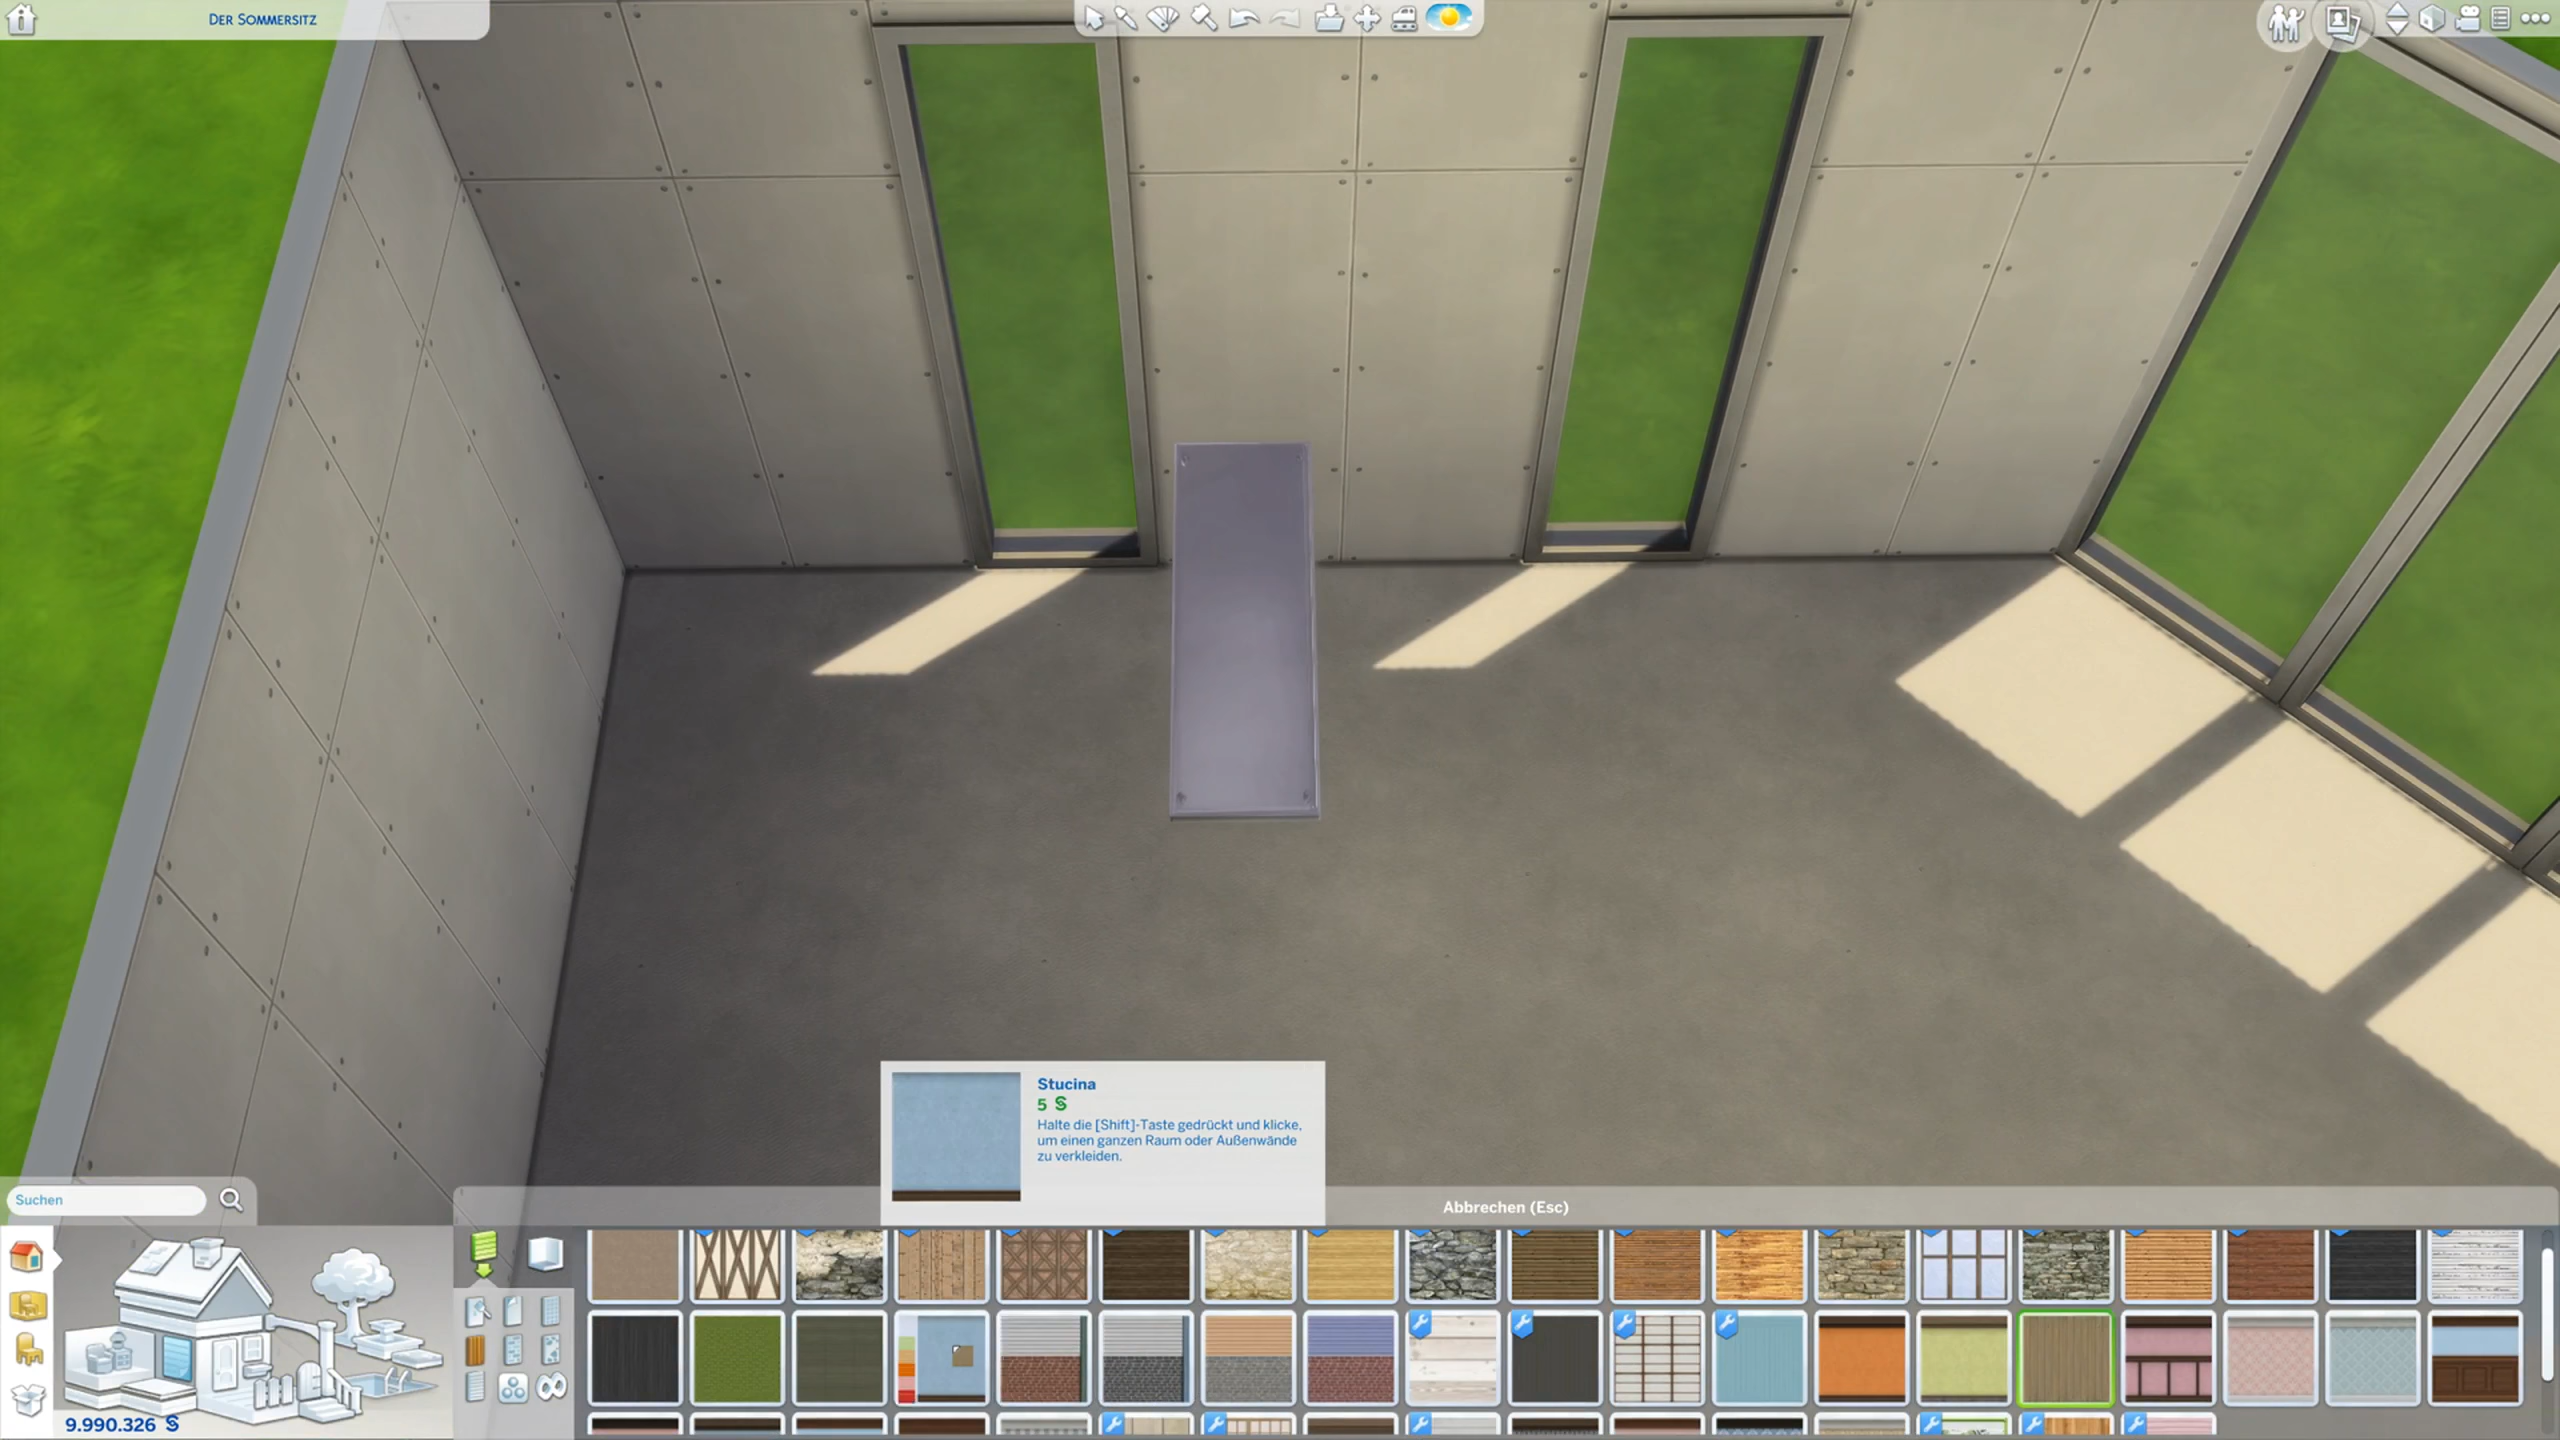 Der Sommersitz
Stucina
5 §
Halte die [Shift]-Taste gedrückt und klicke,
um einen ganzen Raum oder Außenwände
zu verkleiden.
Suchen
Abbrechen (Esc)
9.990.326 §